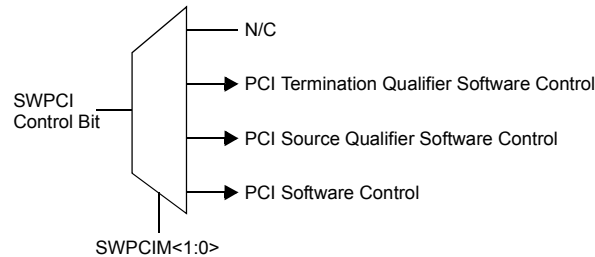 N/C
PCI Termination Qualifier Software Control
SWPCI
Control Bit
PCI Source Qualifier Software Control
PCI Software Control
SWPCIM<1:0>